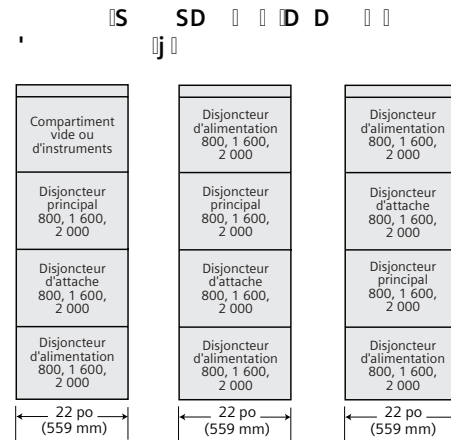 Compartiment
vide ou
d'instruments
Disjoncteur
principal
800, 1 600,
2 000
Disjoncteur
d'attache
800, 1 600,
2 000
Disjoncteur
d'alimentation
800, 1 600,
2 000
22 po
(559 mm)
Disjoncteur
d'alimentation
800, 1 600,
2 000
Disjoncteur
principal
800, 1 600,
2 000
Disjoncteur
d'attache
800, 1 600,
2 000
Disjoncteur
d'alimentation
800, 1 600,
2 000
22 po
(559 mm)
Disjoncteur
d'alimentation
800, 1 600,
2 000
Disjoncteur
d'attache
800, 1 600,
2 000
Disjoncteur
principal
800, 1 600,
2 000
Disjoncteur
d'alimentation
800, 1 600,
2 000
22 po
(559 mm)